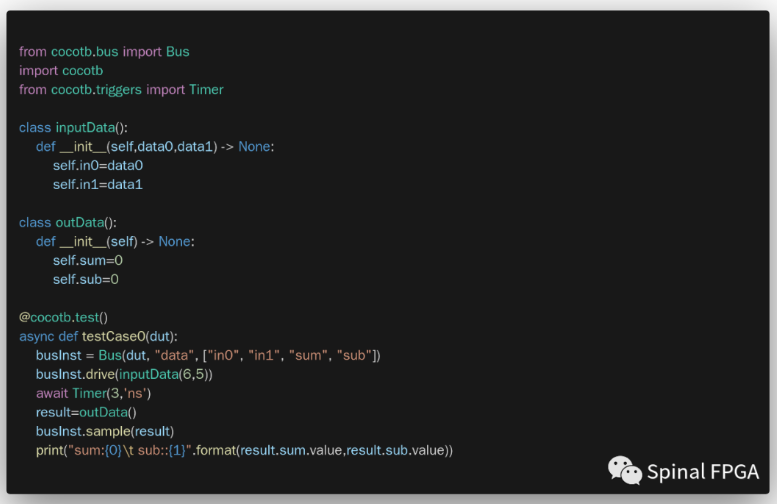 from cocotb.bus import Bus
import cocotb
from cocotb.triggers import Timer
class inputData():
def __init__(self,data0,data1) -> None:
self.in0=data0
self.in1=data1
class outData():
def __init__(self) -> None:
self.sum=0
self.sub=0
@cocotb.test()
async def testCase0(dut):
busInst = Bus(dut, "data", ["in0", "in1", "sum", "sub"])
busInst.drive(inputData(6,5))
await Timer(3,'ns')
result=outData()
busInst.sample(result)
print("sum:{0}\t sub::{1}".format(result.sum.value,result.sub.value))
Spinal FPGA